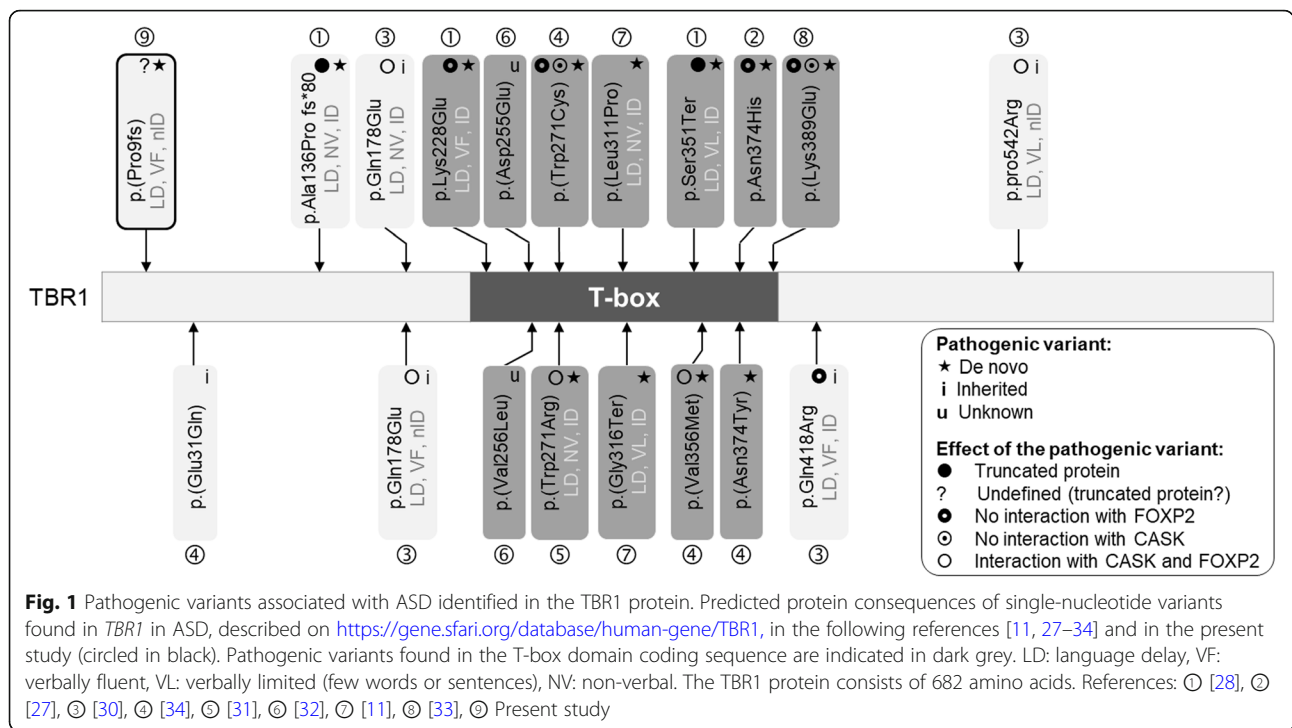 ⑨ ① ③ ① ⑥ ④ ⑦ ① ② ⑧ ③
?★
p.(Pro9fs)
LD, VF, nID
●★
p.Ala136Pro fs*80
LD, NV, ID
○ i
p.Gln178Glu
LD, NV, ID
★
p.Lys228Glu
LD, VF, ID
u
p.(Asp255Glu)
⊙★
p.(Trp271Cys)
★
p.(Leu311Pro)
LD, NV, ID
●★
p.Ser351Ter
LD, VL, ID
★
p.Asn374His
⊙★
p.(Lys389Glu)
○ i
p.pro542Arg
LD, VL, nID
TBR1
T-box
i
p.(Glu31Gln)
○ i
p.Gln178Glu
LD, VF, nID
u
p.(Val256Leu)
○★
p.(Trp271Arg)
LD, NV, ID
★
p.(Gly316Ter)
LD, VL, ID
○★
p.(Val356Met)
★
p.(Asn374Tyr)
i
p.Gln418Arg
LD, VF, ID
④ ③ ⑥ ⑤ ⑦ ④ ④ ③
Pathogenic variant:
★ De novo
i Inherited
u Unknown
Effect of the pathogenic variant:
● Truncated protein
? Undefined (truncated protein?)
No interaction with FOXP2
⊙ No interaction with CASK
○ Interaction with CASK and FOXP2
Fig. 1 Pathogenic variants associated with ASD identified in the TBR1 protein. Predicted protein consequences of single-nucleotide variants
found in TBR1 in ASD, described on https://gene.sfari.org/database/human-gene/TBR1, in the following references [11, 27–34] and in the present
study (circled in black). Pathogenic variants found in the T-box domain coding sequence are indicated in dark grey. LD: language delay, VF:
verbally fluent, VL: verbally limited (few words or sentences), NV: non-verbal. The TBR1 protein consists of 682 amino acids. References: ① [28], ②
[27], ③ [30], ④ [34], ⑤ [31], ⑥ [32], ⑦ [11], ⑧ [33], ⑨ Present study